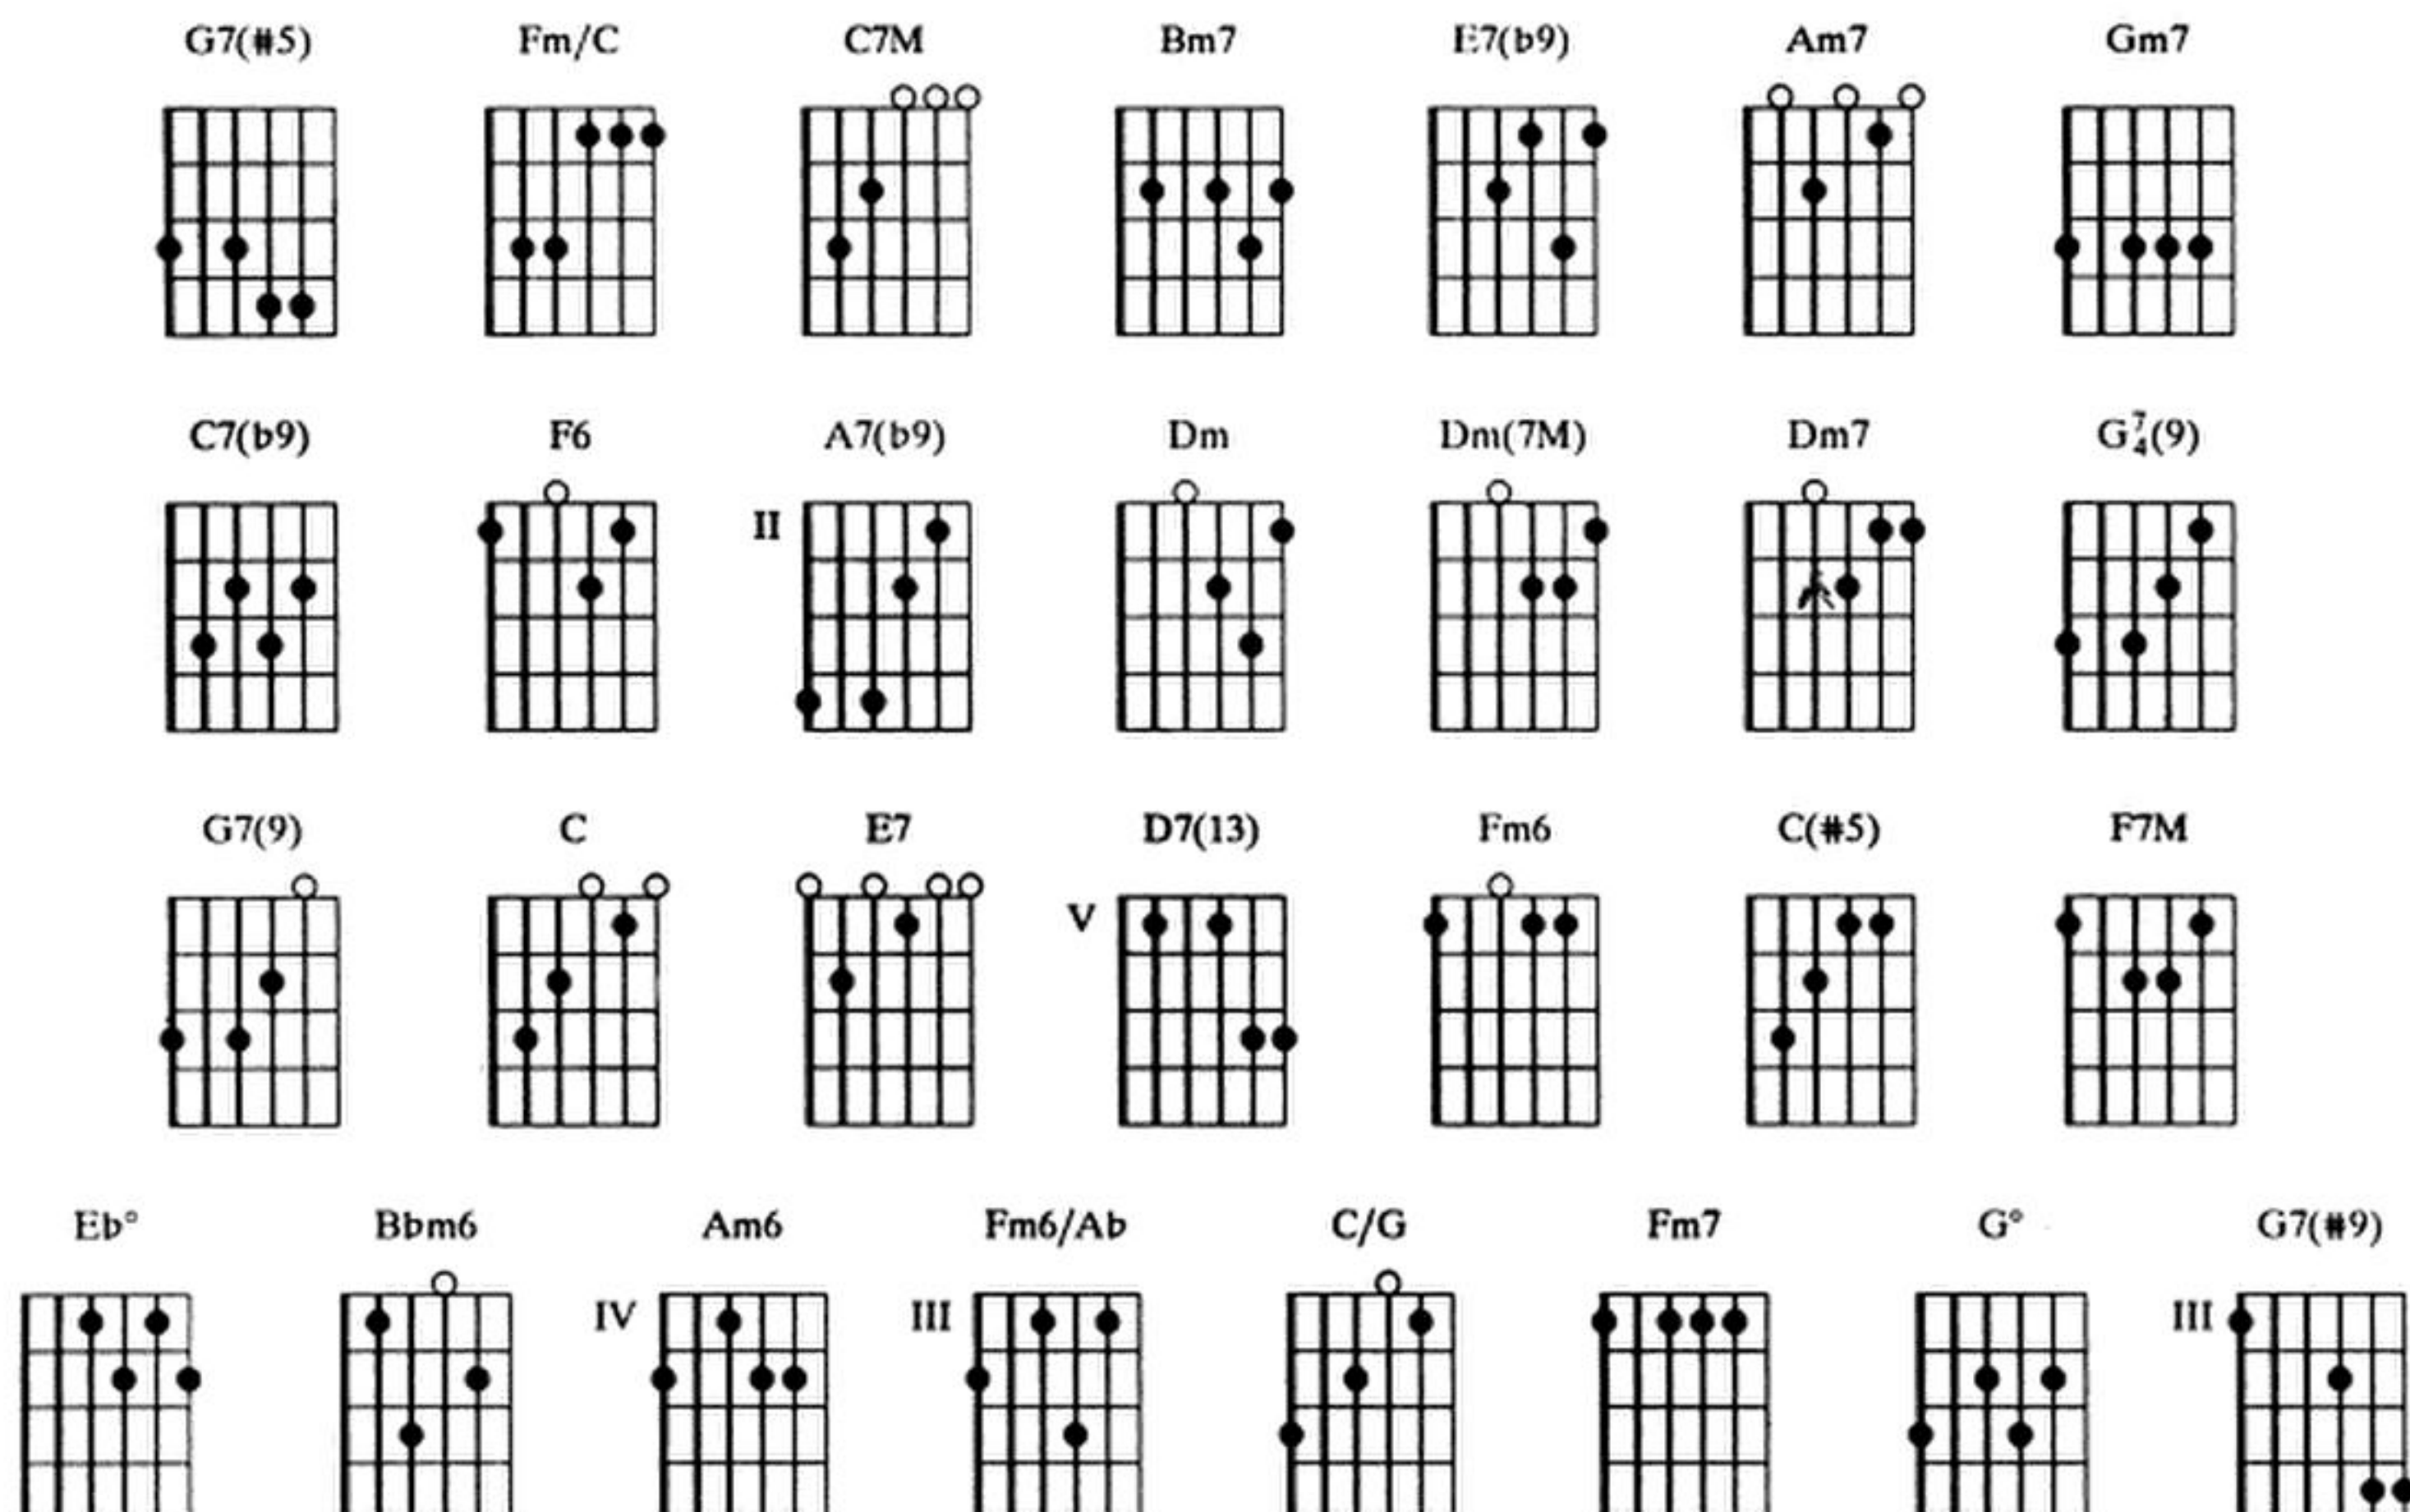 G7(#5) Fm/C C7M Bm7 E7(b9) Am7 Gm7
C7(b9) F6 A7(b9) Dm Dm(7M) Dm7 G7/4(9)
II
G7(9) C E7 D7(13) Fm6 C(#5) F7M
V
Eb° Bbm6 Am6 Fm6/Ab C/G Fm7 G° G7(#9)
IV III III